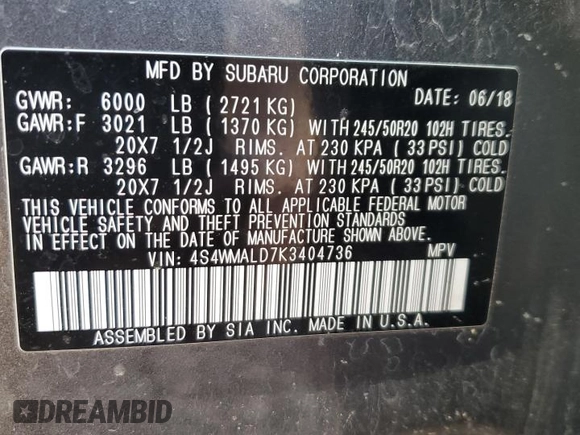 MFD BY SUBARU CORPORATION
GVWR: 6000 LB ( 2721 KG) DATE: 06/18
GAWR:F 3021 LB ( 1370 KG) WITH 245/50R20 102H TIRES.
20X7 1/2J RIMS. AT 230 KPA ( 33 PSI) COLD
GAWR:R 3296 LB ( 1495 KG) WITH 245/50R20 102H TIRES.
20X7 1/2J RIMS. AT 230 KPA ( 33 PSI) COLD
THIS VEHICLE CONFORMS TO ALL APPLICABLE FEDERAL MOTOR
VEHICLE SAFETY AND THEFT PREVENTION STANDARDS
IN EFFECT ON THE DATE OF MANUFACTURE SHOWN ABOVE.
VIN: 4S4WMALD7K3404736 MPV
ASSEMBLED BY SIA INC. MADE IN U.S.A.
DREAMBID